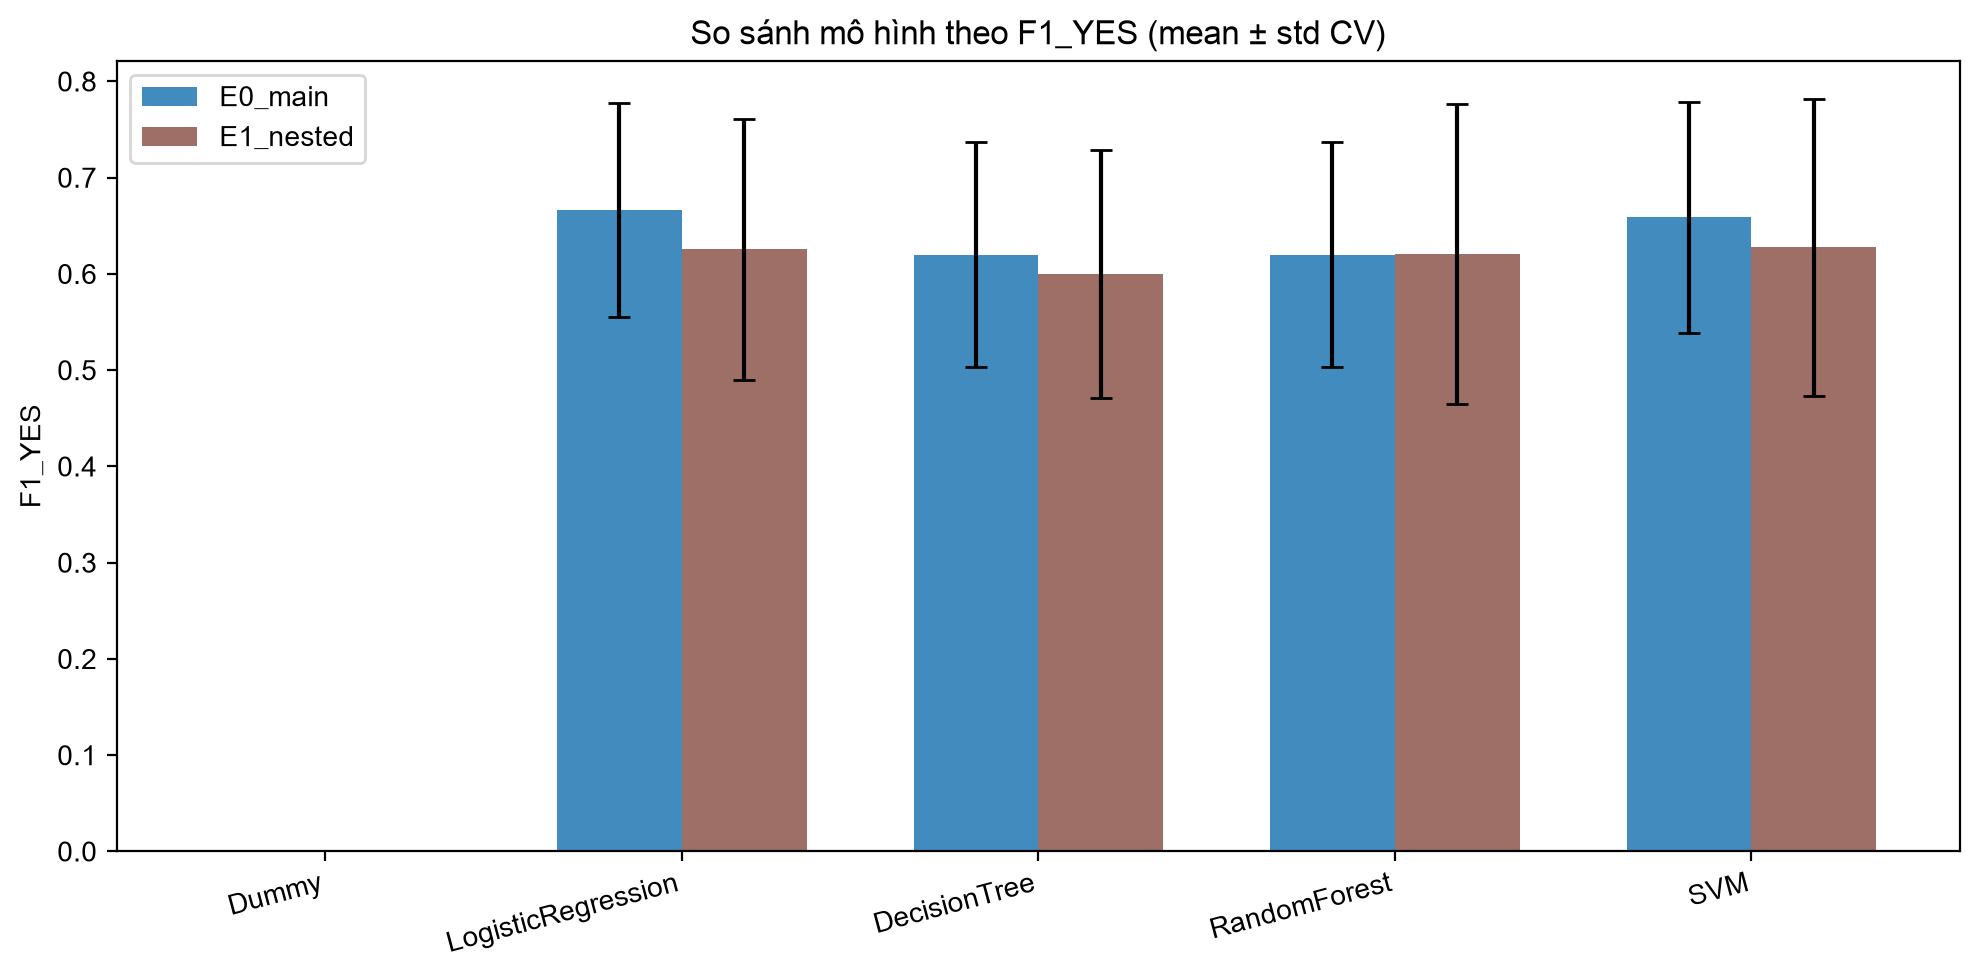 So sánh mô hình theo F1_YES (mean ± std CV)
E0_main
E1_nested
F1_YES
0.8
0.7
0.6
0.5
0.4
0.3
0.2
0.1
0.0
Dummy
LogisticRegression
DecisionTree
RandomForest
SVM